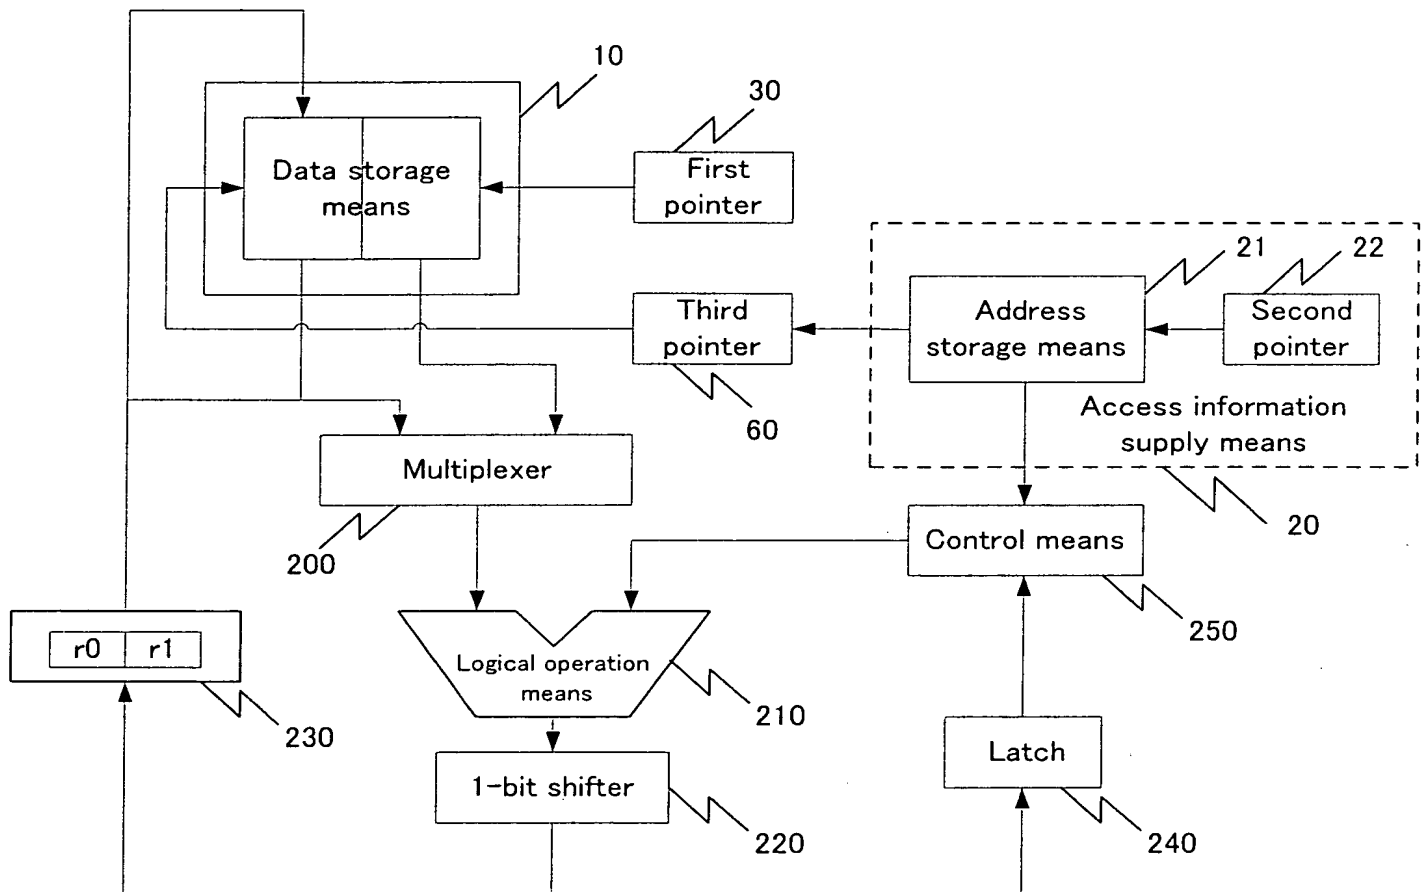 10
30
Data storage
means
First
pointer
21
22
Address
storage means
Second
pointer
Third
pointer
60
Access information
supply means
20
Multiplexer
200
Control means
250
r0 r1
230
Logical operation
means
210
Latch
240
1-bit shifter
220